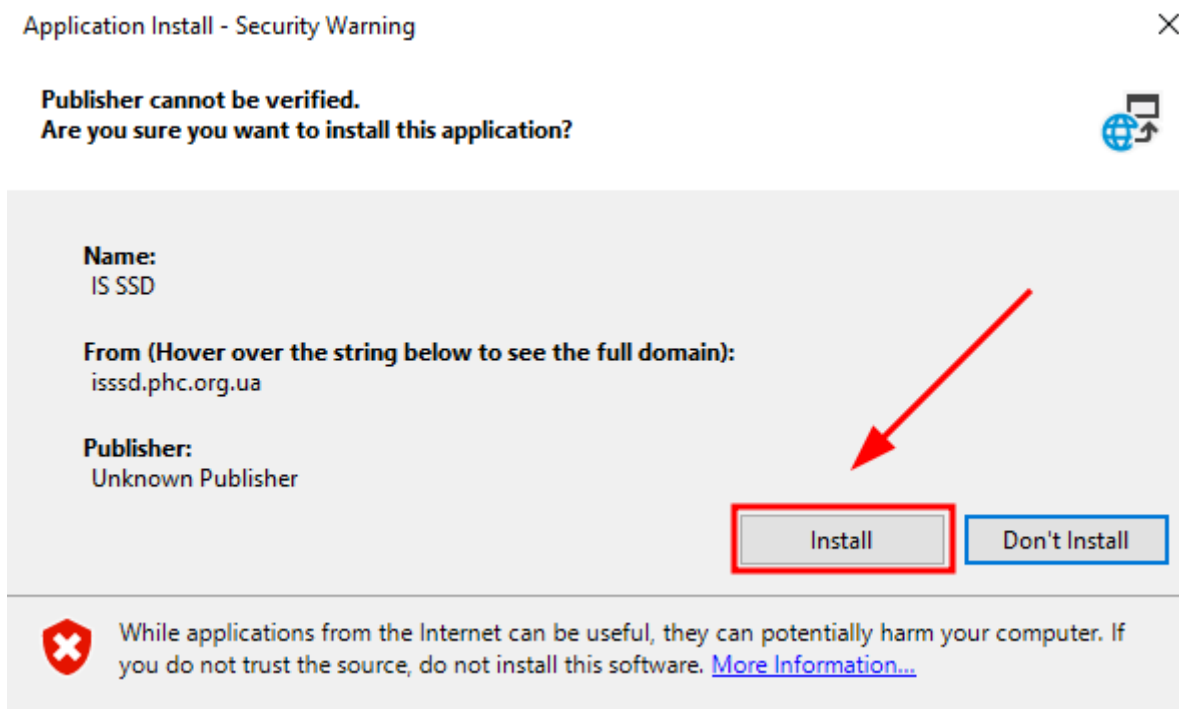 Application Install - Security Warning
Publisher cannot be verified.
Are you sure you want to install this application?
Name:
IS SSD
From (Hover over the string below to see the full domain):
isssd.phc.org.ua
Publisher:
Unknown Publisher
Install
Don't Install
While applications from the Internet can be useful, they can potentially harm your computer. If
you do not trust the source, do not install this software. More Information...